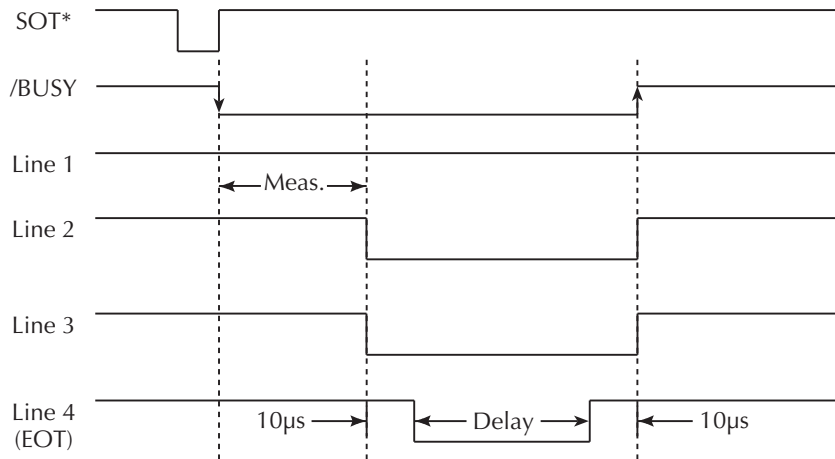 SOT*
/BUSY
Line 1
Meas.
Line 2
Line 3
Line 4
(EOT)
10µs
Delay
10µs